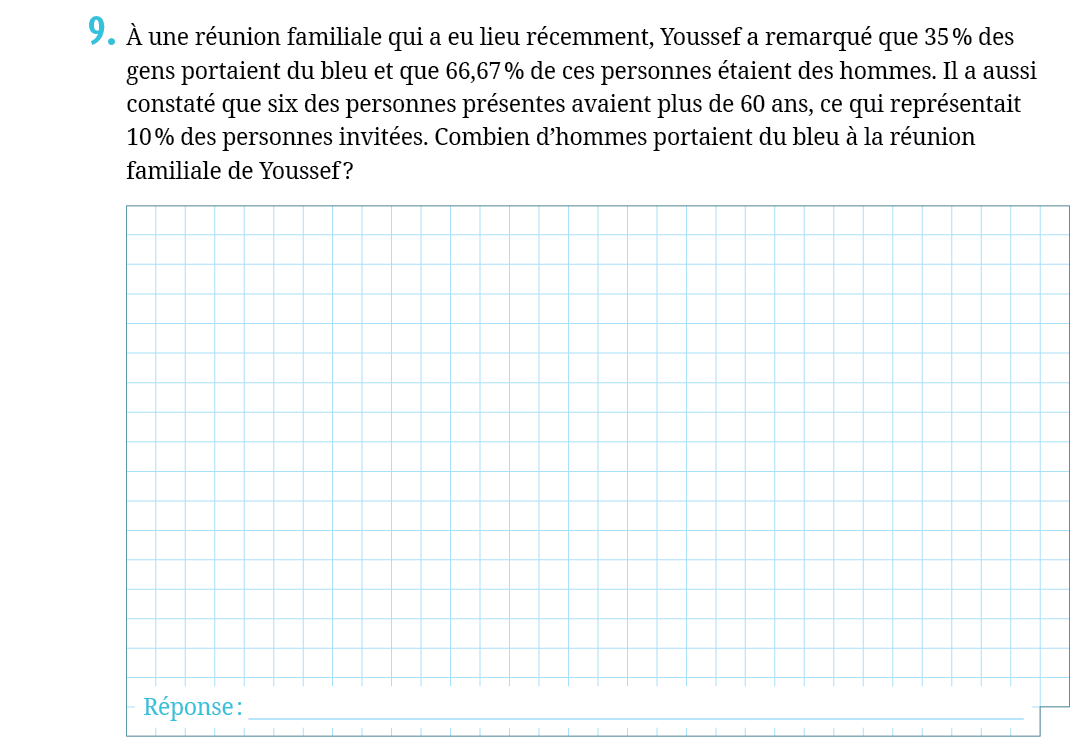 9. À une réunion familiale qui a eu lieu récemment, Youssef a remarqué que 35 % des
gens portaient du bleu et que 66,67 % de ces personnes étaient des hommes. Il a aussi
constaté que six des personnes présentes avaient plus de 60 ans, ce qui représentait
10 % des personnes invitées. Combien d’hommes portaient du bleu à la réunion
familiale de Youssef ?
Réponse :